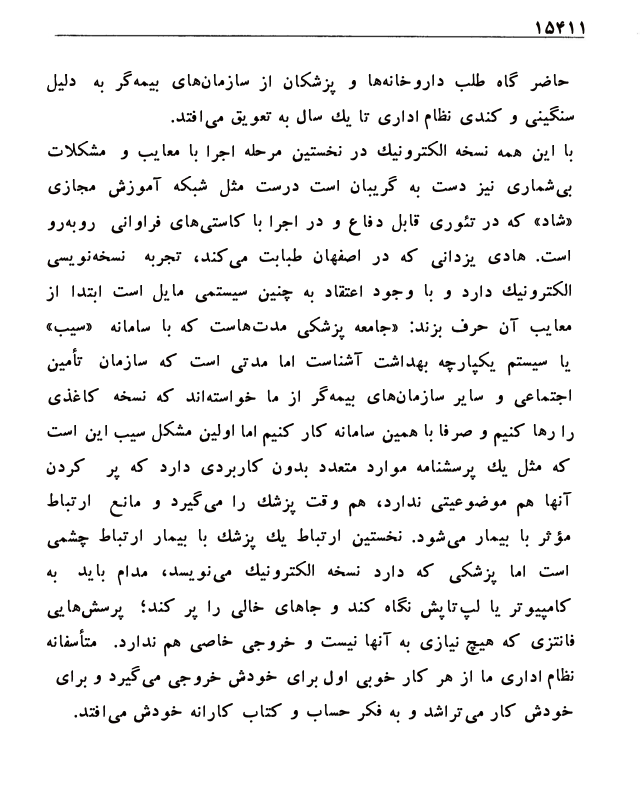 ۱۵۴۱۱
حاضر گاه طلب داروخانه‌ها و پزشکان از سازمان‌های بیمه‌گر به دلیل
سنگینی و کندی نظام اداری تا یك سال به تعویق می‌افتد.
با این همه نسخه الکترونیك در نخستین مرحله اجرا با معایب و مشکلات
بی‌شماری نیز دست به گریبان است درست مثل شبکه آموزش مجازی
«شاد» که در تئوری قابل دفاع و در اجرا با کاستی‌های فراوانی روبه‌رو
است. هادی یزدانی که در اصفهان طبابت می‌کند، تجربه نسخه‌نویسی
الکترونیك دارد و با وجود اعتقاد به چنین سیستمی مایل است ابتدا از
معایب آن حرف بزند: «جامعه پزشکی مدت‌هاست که با سامانه «سیب»
یا سیستم یکپارچه بهداشت آشناست اما مدتی است که سازمان تأمین
اجتماعی و سایر سازمان‌های بیمه‌گر از ما خواسته‌اند که نسخه کاغذی
را رها کنیم و صرفا با همین سامانه کار کنیم اما اولین مشکل سیب این است
که مثل یك پرسشنامه موارد متعدد بدون کاربردی دارد که پر کردن
آنها هم موضوعیتی ندارد، هم وقت پزشك را می‌گیرد و مانع ارتباط
مؤثر با بیمار می‌شود. نخستین ارتباط یك پزشك با بیمار ارتباط چشمی
است اما پزشکی که دارد نسخه الکترونیك می‌نویسد، مدام باید به
کامپیوتر یا لپ‌تاپش نگاه کند و جاهای خالی را پر کند؛ پرسش‌هایی
فانتزی که هیچ نیازی به آنها نیست و خروجی خاصی هم ندارد. متأسفانه
نظام اداری ما از هر کار خوبی اول برای خودش خروجی می‌گیرد و برای
خودش کار می‌تراشد و به فکر حساب و کتاب کارانه خودش می‌افتد.